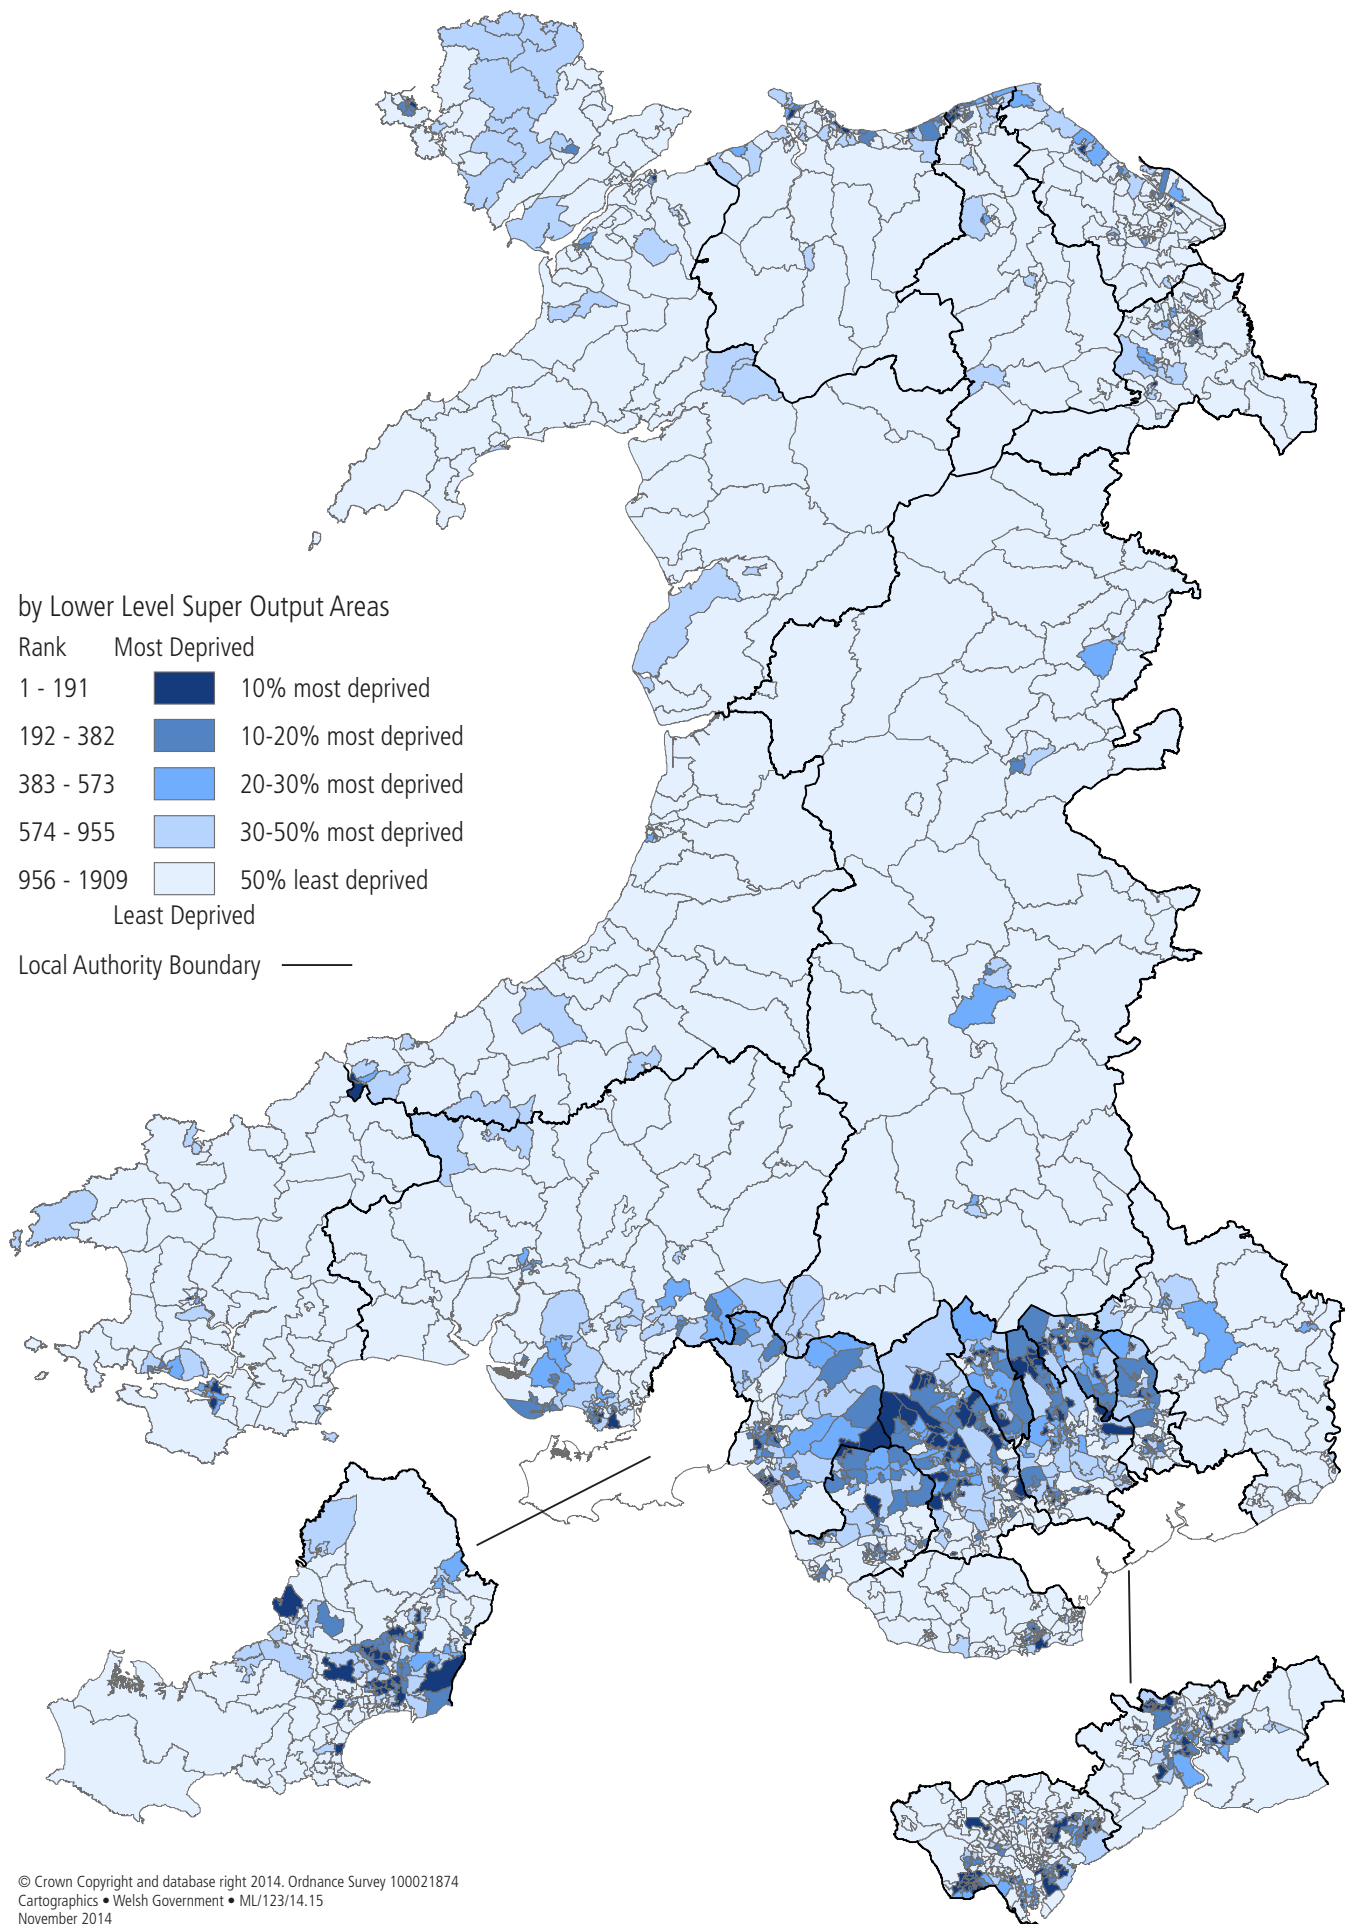 by Lower Level Super Output Areas
Rank Most Deprived
1 - 191 10% most deprived
192 - 382 10-20% most deprived
383 - 573 20-30% most deprived
574 - 955 30-50% most deprived
956 - 1909 50% least deprived
Least Deprived
Local Authority Boundary
© Crown Copyright and database right 2014. Ordnance Survey 100021874
Cartographics • Welsh Government • ML/123/14.15
November 2014